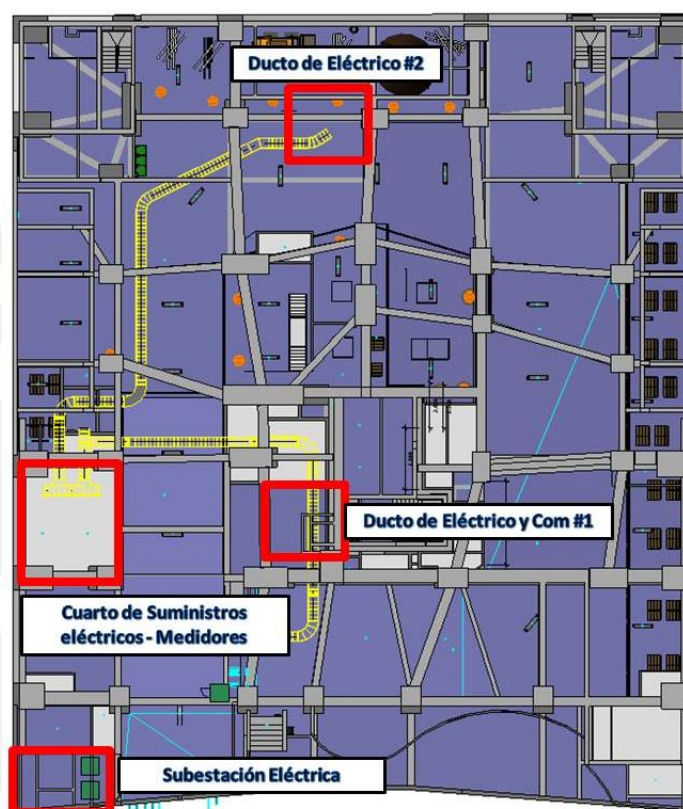 Ducto de Eléctrico #2
Ducto de Eléctrico y Com #1
Cuarto de Suministros
eléctricos - Medidores
Subestación Eléctrica